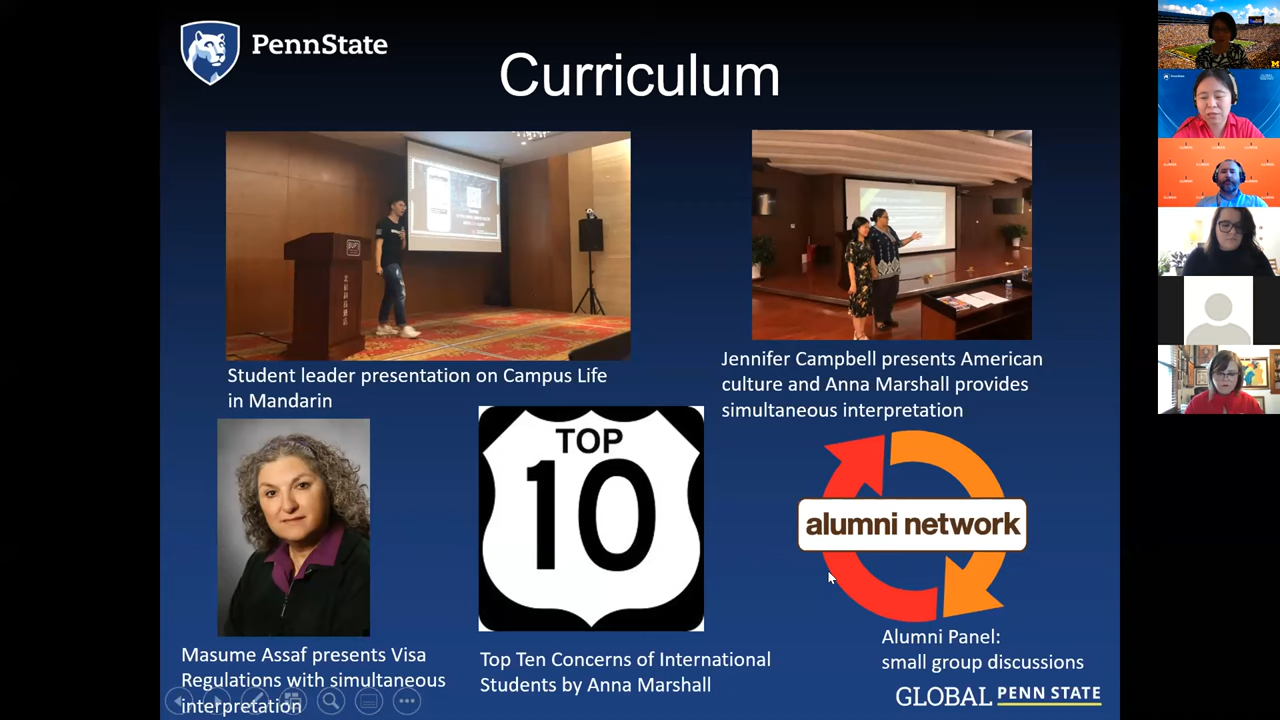 PennState
Curriculum
Student leader presentation on Campus Life
in Mandarin
Jennifer Campbell presents American
culture and Anna Marshall provides
simultaneous interpretation
TOP
10
alumni network
Masume Assaf presents Visa
Regulations with simultaneous
interpretation
Top Ten Concerns of International
Students by Anna Marshall
Alumni Panel:
small group discussions
GLOBAL PENN STATE